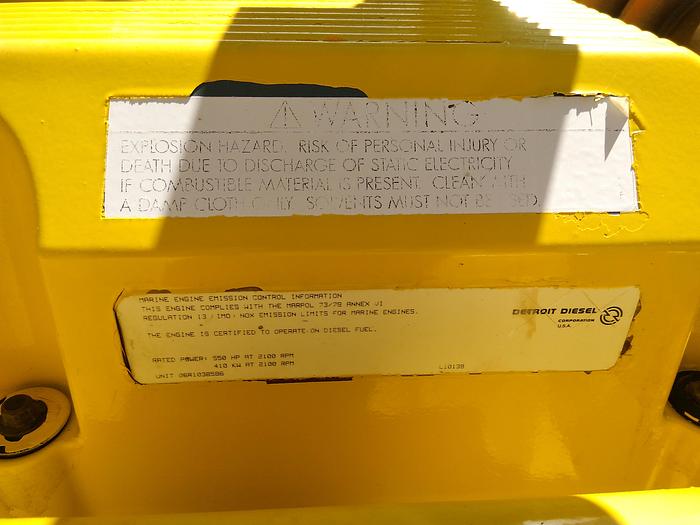 ⚠ WARNING
EXPLOSION HAZARD. RISK OF PERSONAL INJURY OR
DEATH DUE TO DISCHARGE OF STATIC ELECTRICITY
IF COMBUSTIBLE MATERIAL IS PRESENT. CLEAN WITH
A DAMP CLOTH ONLY. SOLVENTS MUST NOT BE USED.
MARINE ENGINE EMISSION CONTROL INFORMATION
THIS ENGINE COMPLIES WITH THE MARPOL 73/78 ANNEX VI
REGULATION 13 / IMO: NOX EMISSION LIMITS FOR MARINE ENGINES.
THE ENGINE IS CERTIFIED TO OPERATE ON DIESEL FUEL.
RATED POWER: 550 HP AT 2100 RPM
410 KW AT 2100 RPM
UNIT 06R1038586
L10138
DETROIT DIESEL
CORPORATION
U.S.A.